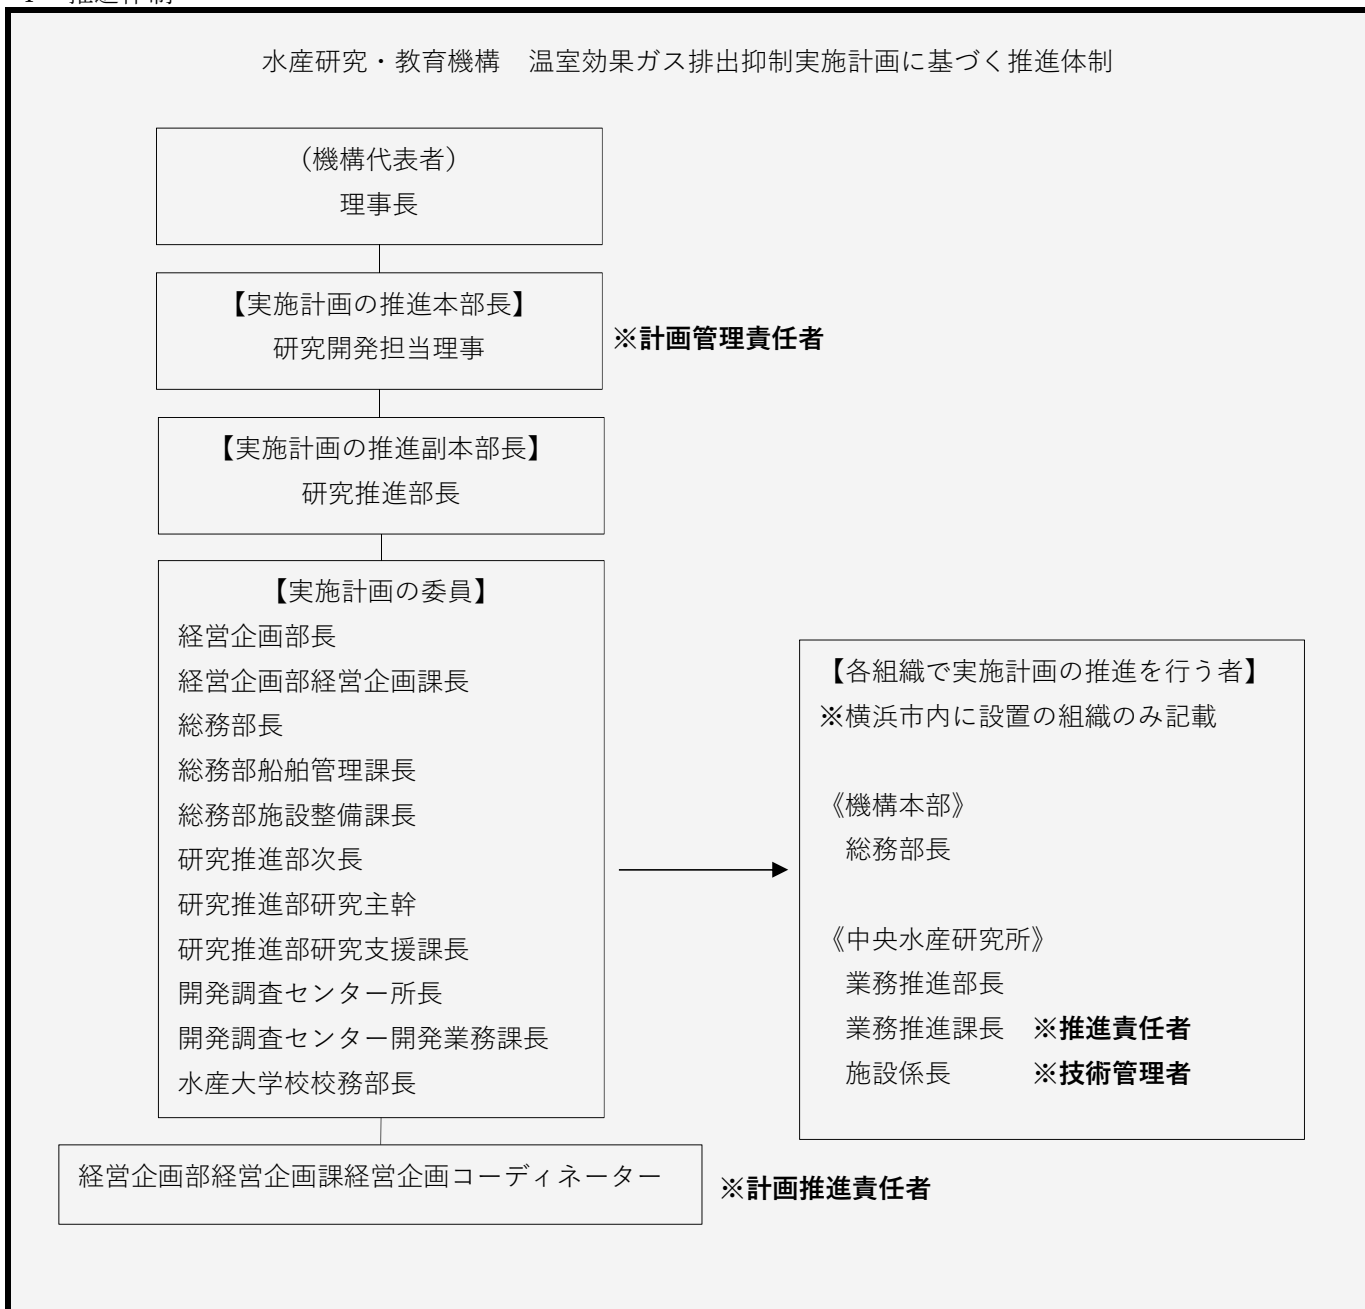 水産研究・教育機構　温室効果ガス排出抑制実施計画に基づく推進体制
（機構代表者）
理事長
【実施計画の推進本部長】
研究開発担当理事
※計画管理責任者
【実施計画の推進副本部長】
研究推進部長
【実施計画の委員】
経営企画部長
経営企画部経営企画課長
総務部長
総務部船舶管理課長
総務部施設整備課長
研究推進部次長
研究推進部研究主幹
研究推進部研究支援課長
開発調査センター所長
開発調査センター開発業務課長
水産大学校校務部長
【各組織で実施計画の推進を行う者】
※横浜市内に設置の組織のみ記載
《機構本部》
総務部長
《中央水産研究所》
業務推進部長
業務推進課長　※推進責任者
施設係長　※技術管理者
経営企画部経営企画課経営企画コーディネーター
※計画推進責任者